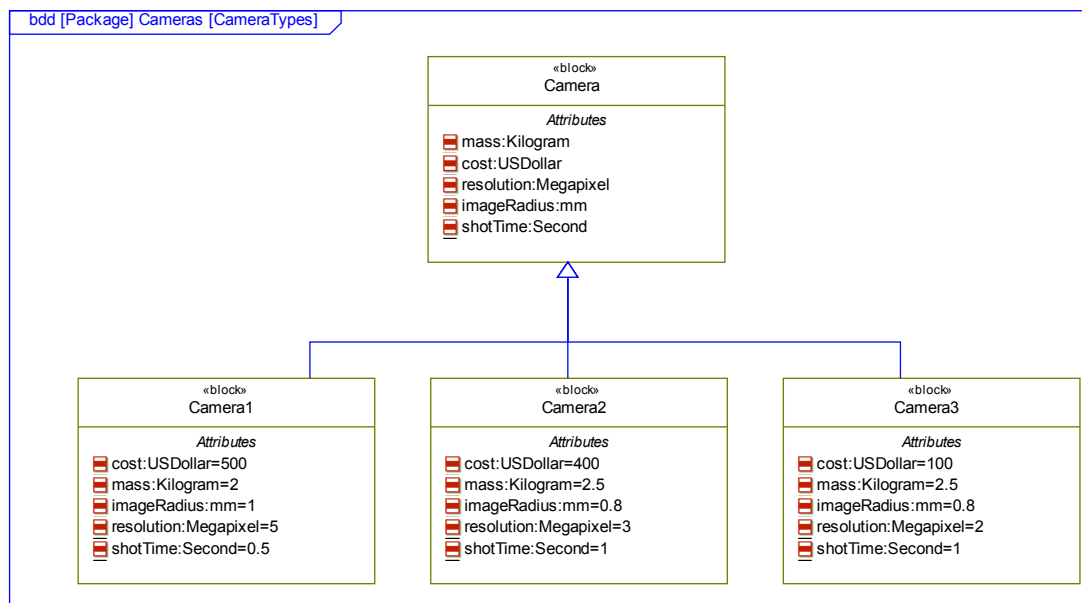 bdd [Package] Cameras [CameraTypes]
«block»
Camera
Attributes
mass:Kilogram
cost:USDollar
resolution:Megapixel
imageRadius:mm
shotTime:Second
«block»
Camera1
Attributes
cost:USDollar=500
mass:Kilogram=2
imageRadius:mm=1
resolution:Megapixel=5
shotTime:Second=0.5
«block»
Camera2
Attributes
cost:USDollar=400
mass:Kilogram=2.5
imageRadius:mm=0.8
resolution:Megapixel=3
shotTime:Second=1
«block»
Camera3
Attributes
cost:USDollar=100
mass:Kilogram=2.5
imageRadius:mm=0.8
resolution:Megapixel=2
shotTime:Second=1